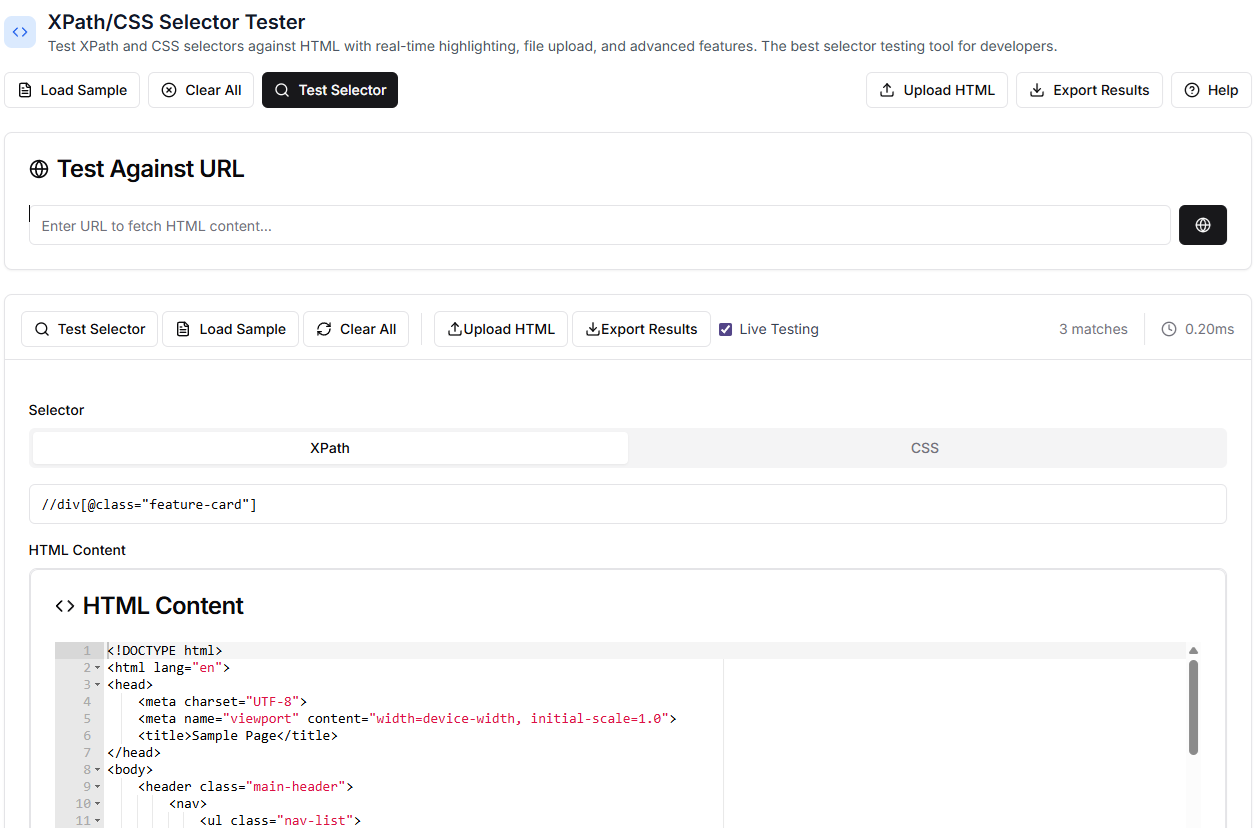 XPath/CSS Selector Tester
Test XPath and CSS selectors against HTML with real-time highlighting, file upload, and advanced features. The best selector testing tool for developers.
Load Sample Clear All Test Selector Upload HTML Export Results Help
Test Against URL
Enter URL to fetch HTML content...
Test Selector Load Sample Clear All Upload HTML Export Results Live Testing 3 matches 0.20ms
Selector
XPath CSS
//div[@class="feature-card"]
HTML Content
<> HTML Content
1 <!DOCTYPE html>
2 <html lang="en">
3 <head>
4     <meta charset="UTF-8">
5     <meta name="viewport" content="width=device-width, initial-scale=1.0">
6     <title>Sample Page</title>
7 </head>
8 <body>
9     <header class="main-header">
10         <nav>
11             <ul class="nav-list">